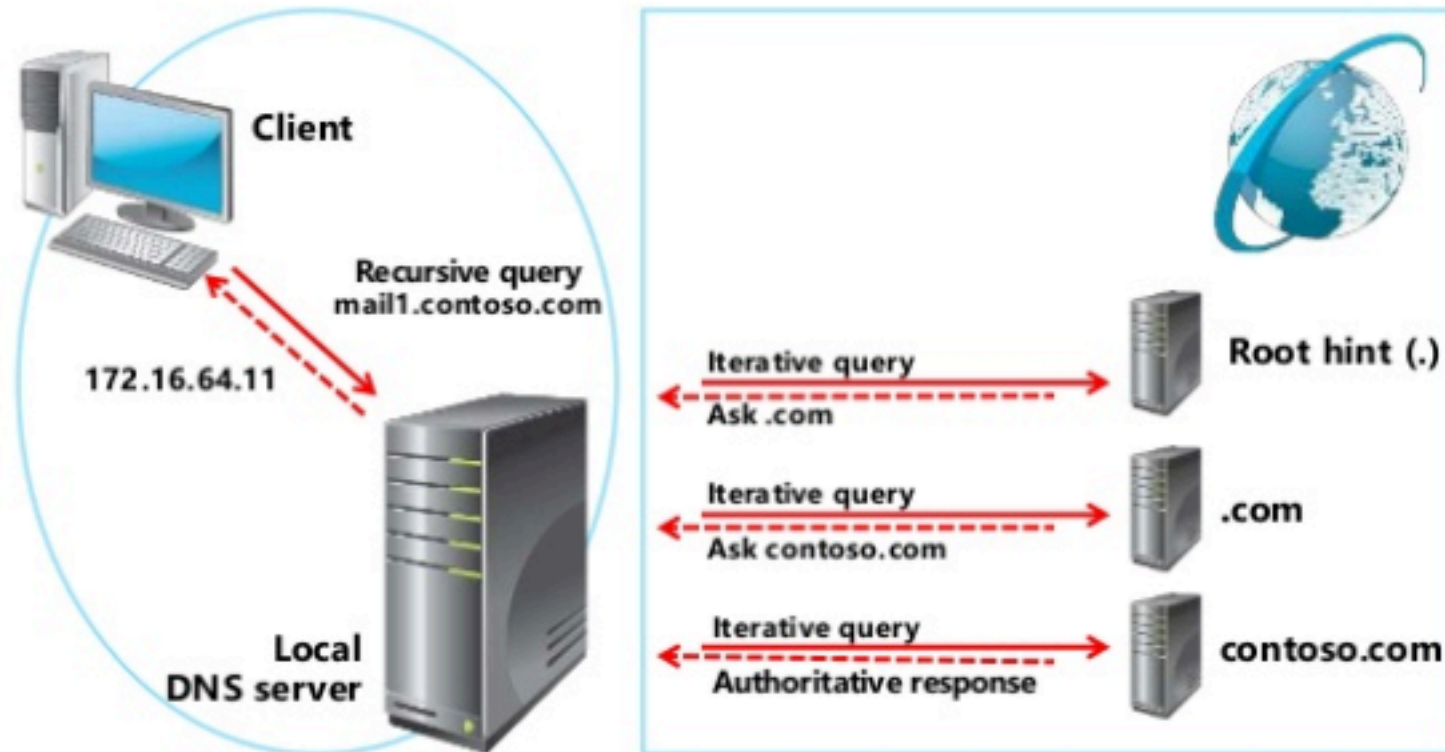 Client
Recursive query
mail1.contoso.com
172.16.64.11
Local
DNS server
Iterative query
Ask .com
Root hint (.)
Iterative query
Ask contoso.com
.com
Iterative query
Authoritative response
contoso.com